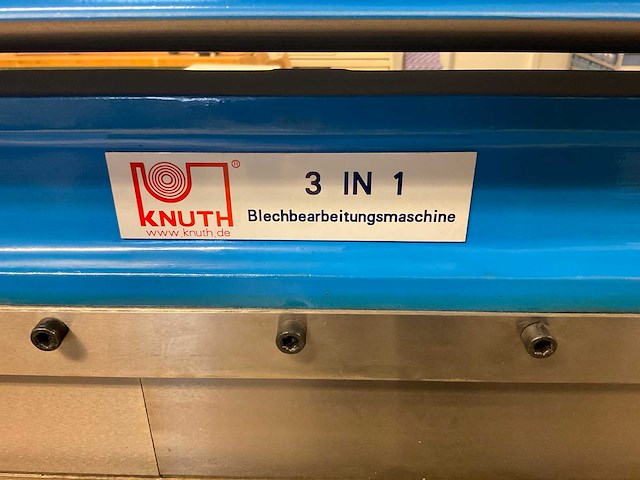 KNUTH®
www.knuth.de
3 IN 1
Blechbearbeitungsmaschine